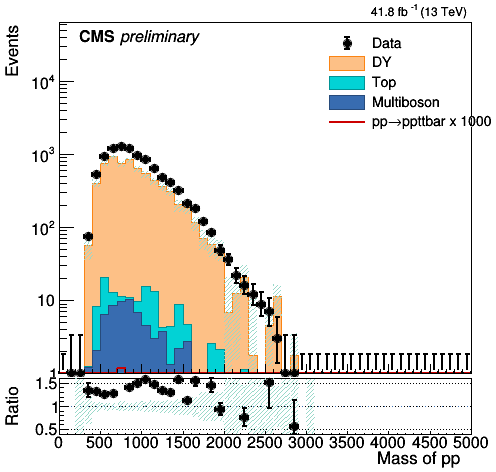 41.8 fb⁻¹ (13 TeV)
CMS preliminary
Events
Data
DY
Top
Multiboson
pp→ppttbar x 1000
10⁴
10³
10²
10
1
Ratio
1.5
1
0.5
0 500 1000 1500 2000 2500 3000 3500 4000 4500 5000
Mass of pp